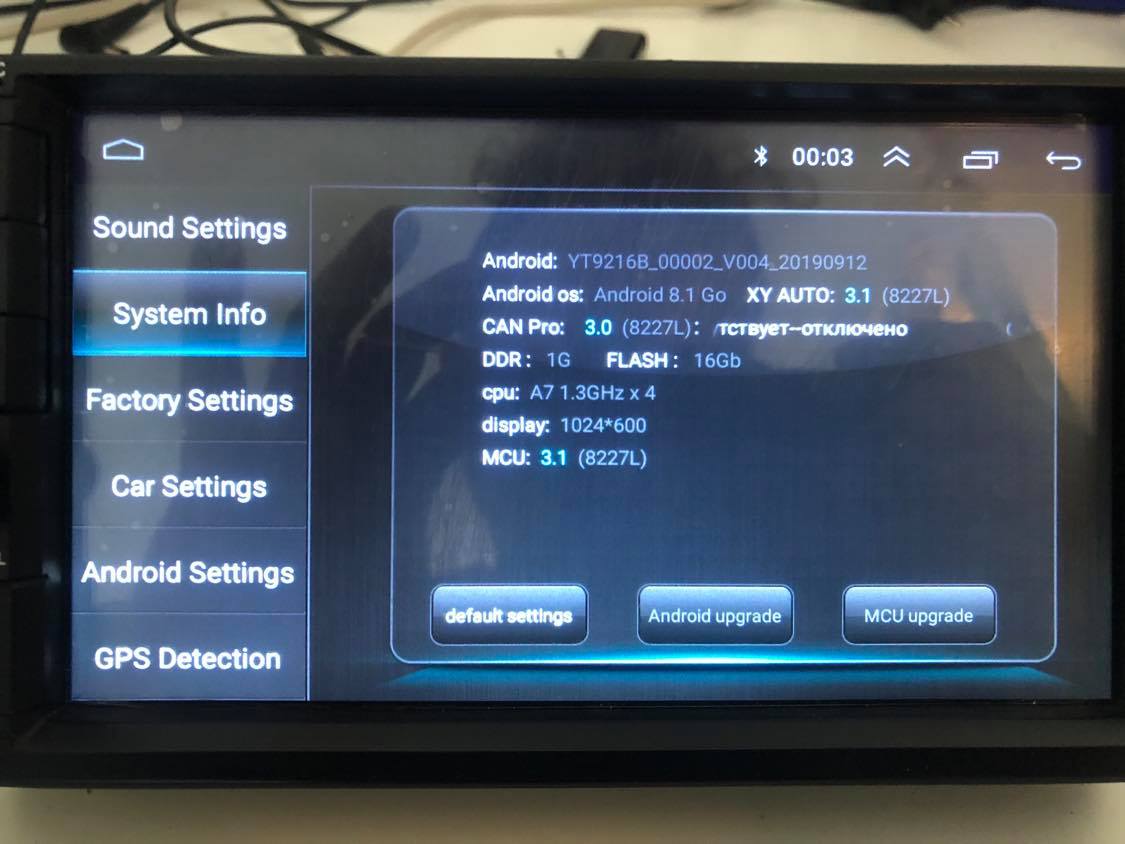 00:03
Sound Settings
System Info
Factory Settings
Car Settings
Android Settings
GPS Detection
Android: YT9216B_00002_V004_20190912
Android os: Android 8.1 Go XY AUTO: 3.1 (8227L)
CAN Pro: 3.0 (8227L): тствует--отключено (
DDR: 1G FLASH: 16Gb
cpu: A7 1.3GHz x 4
display: 1024*600
MCU: 3.1 (8227L)
default settings
Android upgrade
MCU upgrade